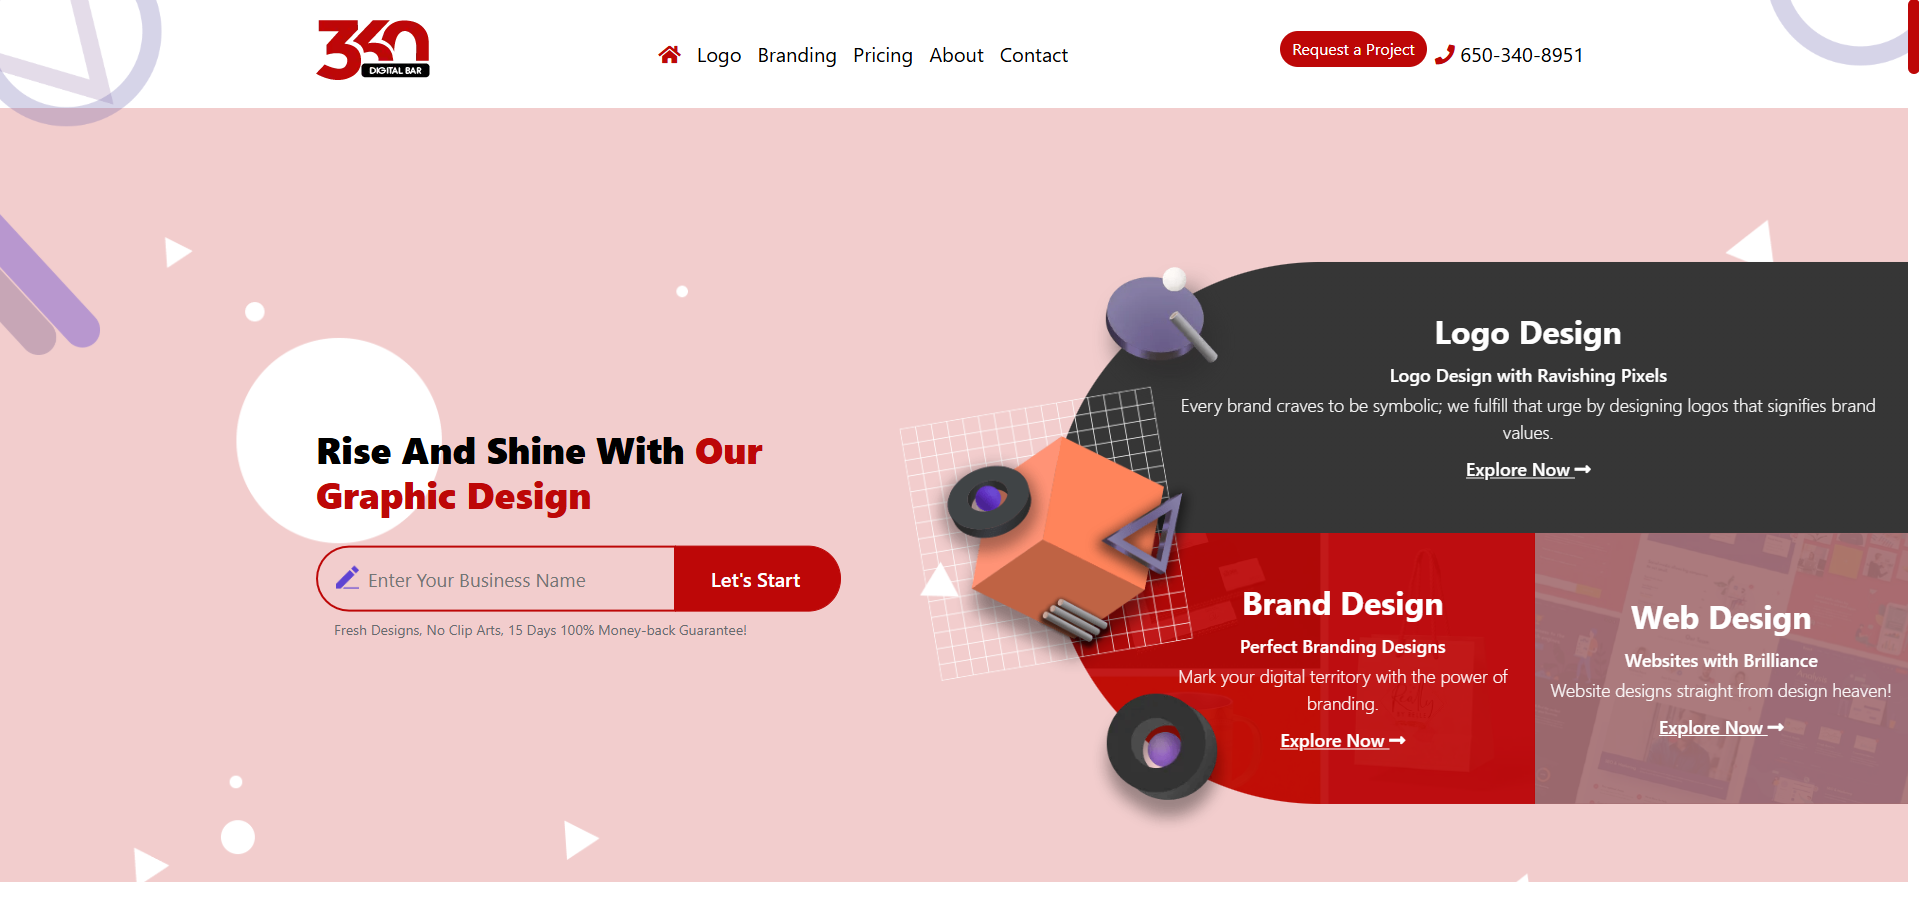 360
DIGITAL BAR
Logo Branding Pricing About Contact
Request a Project
650-340-8951
Rise And Shine With Our
Graphic Design
Enter Your Business Name
Let's Start
Fresh Designs, No Clip Arts, 15 Days 100% Money-back Guarantee!
Logo Design
Logo Design with Ravishing Pixels
Every brand craves to be symbolic; we fulfill that urge by designing logos that signifies brand
values.
Explore Now
Brand Design
Perfect Branding Designs
Mark your digital territory with the power of
branding.
Explore Now
Web Design
Websites with Brilliance
Website designs straight from design heaven!
Explore Now